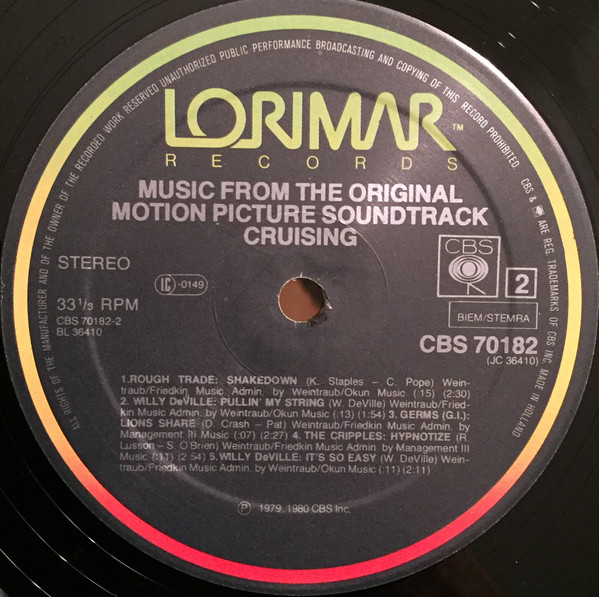 ALL RIGHTS OF THE MANUFACTURER AND OF THE OWNER OF THE RECORDED WORK RESERVED UNAUTHORIZED PUBLIC PERFORMANCE BROADCASTING AND COPYING OF THIS RECORD PROHIBITED. CBS & ARE REG. TRADEMARKS OF CBS INC. MADE IN HOLLAND
LORIMAR™
RECORDS
MUSIC FROM THE ORIGINAL
MOTION PICTURE SOUNDTRACK
CRUISING
STEREO
LC-0149
CBS
2
33 1/3 RPM
BIEM/STEMRA
CBS 70182-2
BL 36410
CBS 70182
(JC 36410)
1.ROUGH TRADE: SHAKEDOWN (K. Staples – C. Pope) Wein-
traub/Friedkin Music Admin. by Weintraub/Okun Music (:15) (2:30)
2. WILLY DeVILLE: PULLIN' MY STRING (W. DeVille) Weintraub/Fried-
kin Music Admin. by Weintraub/Okun Music (:13) (1:54) 3. GERMS (G.I.):
LIONS SHARE (D. Crash – Pat) Weintraub/Friedkin Music Admin. by
Management III Music (:07) (2:27) 4. THE CRIPPLES: HYPNOTIZE (R.
Lusson – S. O'Brien) Weintraub/Friedkin Music Admin. by Management III
Music (:11) (2:54) 5.WILLY DeVILLE: IT'S SO EASY (W. DeVille) Wein-
traub/Friedkin Music Admin. by Weintraub/Okun Music (:11) (2:11)
℗ 1979, 1980 CBS Inc.